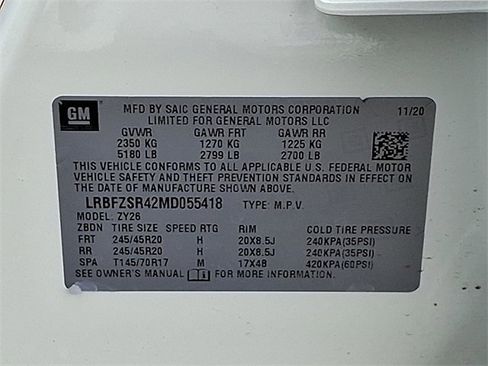 GM
MFD BY SAIC GENERAL MOTORS CORPORATION 11/20
LIMITED FOR GENERAL MOTORS LLC
GVWR GAWR FRT GAWR RR
2350 KG 1270 KG 1225 KG
5180 LB 2799 LB 2700 LB
THIS VEHICLE CONFORMS TO ALL APPLICABLE U.S. FEDERAL MOTOR
VEHICLE SAFETY AND THEFT PREVENTION STANDARDS IN EFFECT ON
THE DATE OF MANUFACTURE SHOWN ABOVE.
LRBFZSR42MD055418 TYPE: M.P.V.
MODEL: ZY26
ZBDN TIRE SIZE SPEED RTG RIM COLD TIRE PRESSURE
FRT 245/45R20 H 20X8.5J 240KPA(35PSI)
RR 245/45R20 H 20X8.5J 240KPA(35PSI)
SPA T145/70R17 M 17X4B 420KPA(60PSI)
SEE OWNER'S MANUAL FOR MORE INFORMATION.